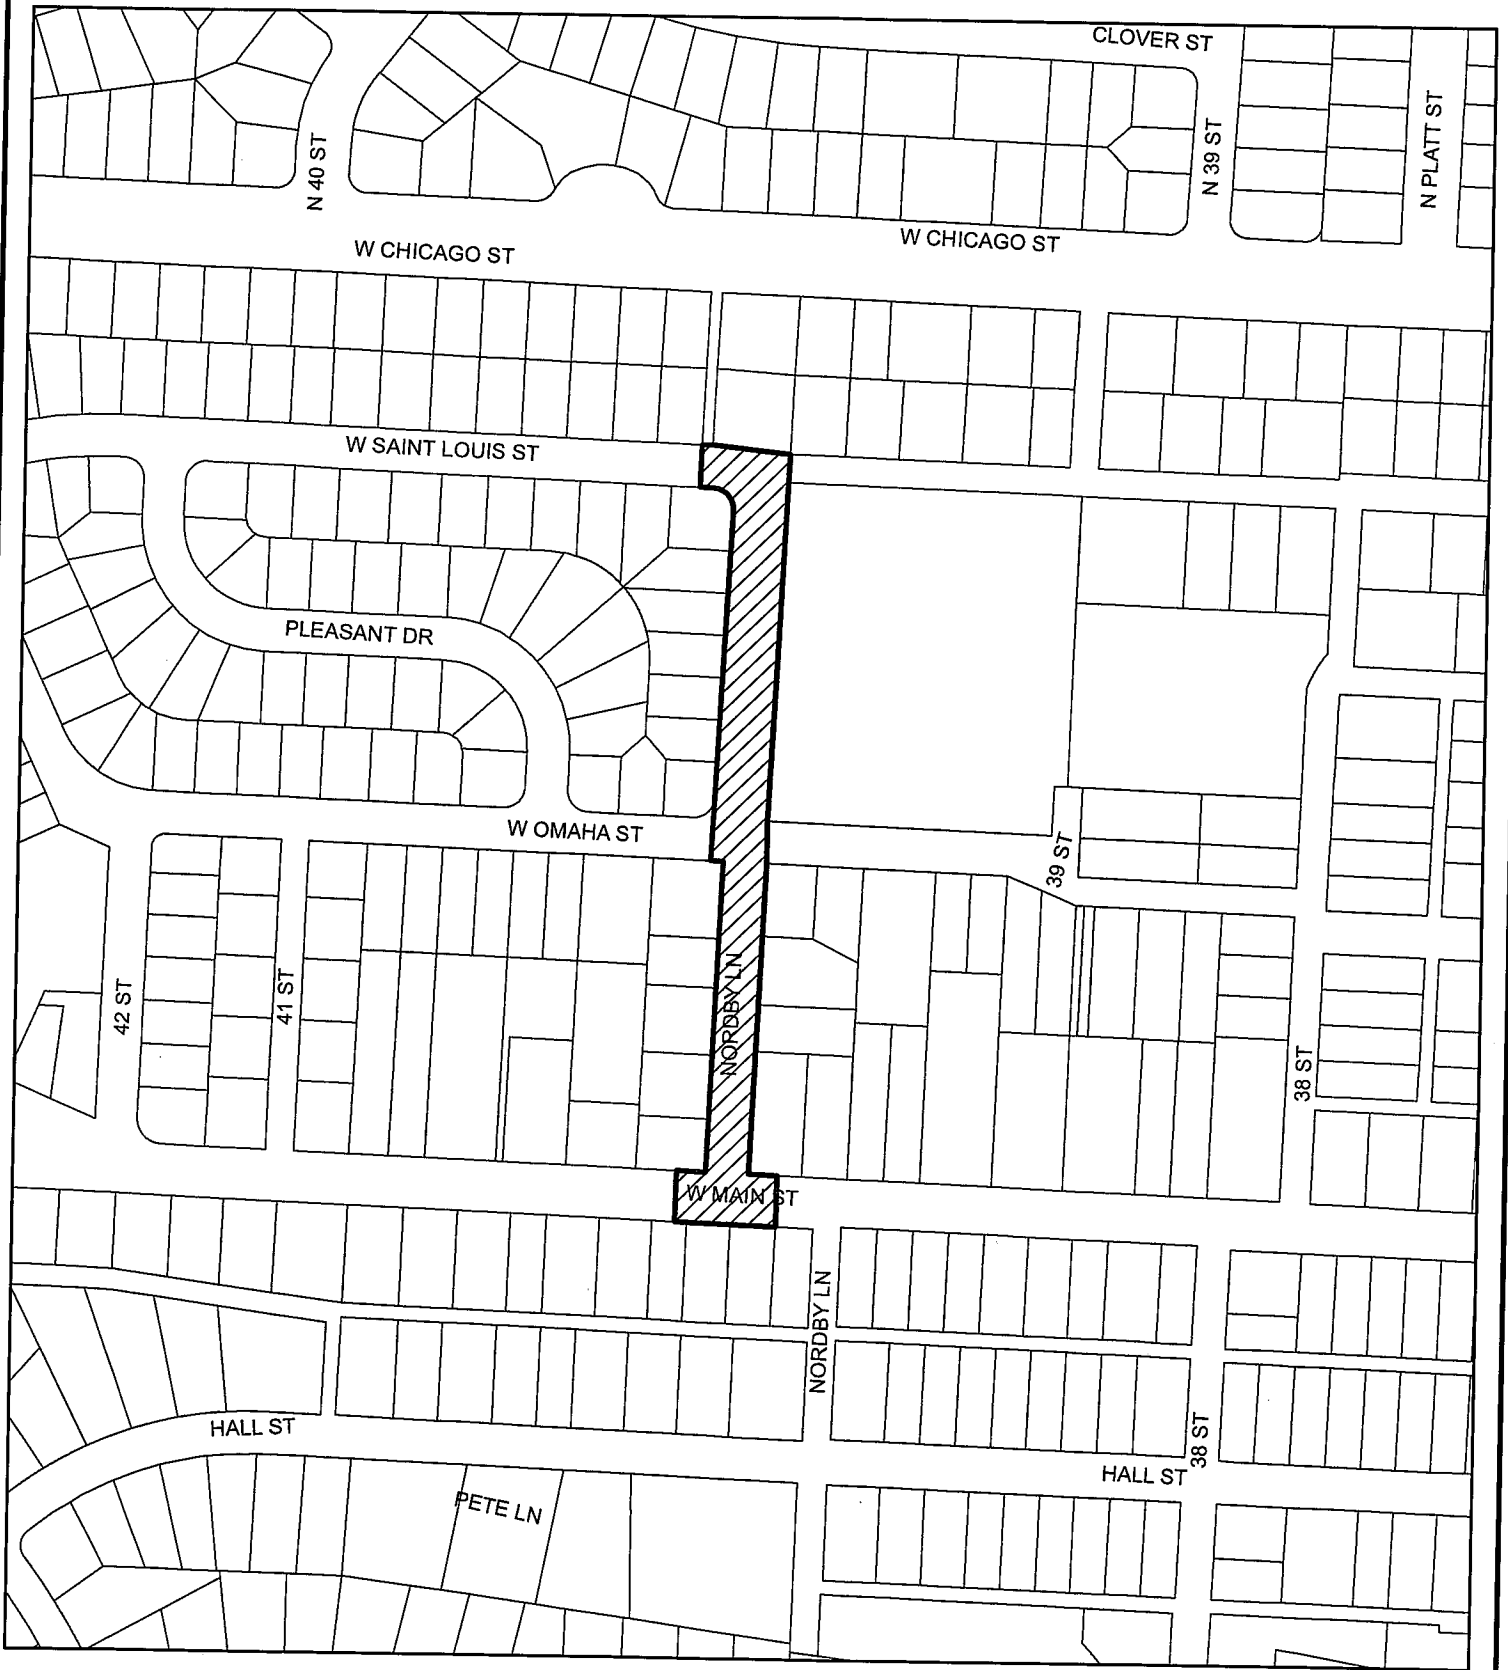 CLOVER ST
N 40 ST
N 39 ST
N PLATT ST
W CHICAGO ST
W CHICAGO ST
W SAINT LOUIS ST
PLEASANT DR
W OMAHA ST
39 ST
42 ST
41 ST
NORDBY LN
38 ST
W MAIN ST
NORDBY LN
HALL ST
38 ST
HALL ST
PETE LN